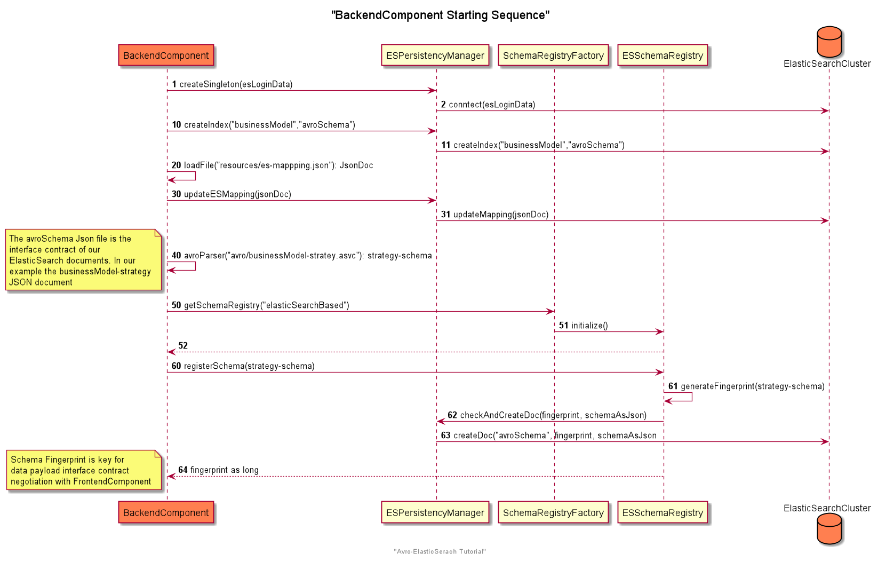 "BackendComponent Starting Sequence"
BackendComponent ESPersistencyManager SchemaRegistryFactory ESSchemaRegistry ElasticSearchCluster
1 createSingleton(esLoginData)
2 conntect(esLoginData)
10 createIndex("businessModel","avroSchema")
11 createIndex("businessModel","avroSchema")
20 loadFile("resources/es-mappping.json"): JsonDoc
30 updateESMapping(jsonDoc)
31 updateMapping(jsonDoc)
The avroSchema Json file is the
interface contract of our
ElasticSearch documents. In our
example the businessModel-strategy
JSON document
40 avroParser("avro/businessModel-stratey.asvc") strategy-schema
50 getSchemaRegistry("elasticSearchBased")
51 initialize()
52
60 registerSchema(strategy-schema)
61 generateFingerprint(strategy-schema)
62 checkAndCreateDoc(fingerprint, schemaAsJson)
63 createDoc("avroSchema", fingerprint, schemaAsJson
Schema Fingerprint is key for
data payload interface contract
negotiation with FrontendComponent
64 fingerprint as long
BackendComponent ESPersistencyManager SchemaRegistryFactory ESSchemaRegistry ElasticSearchCluster
"Avro-ElasticSerach Tutorial"